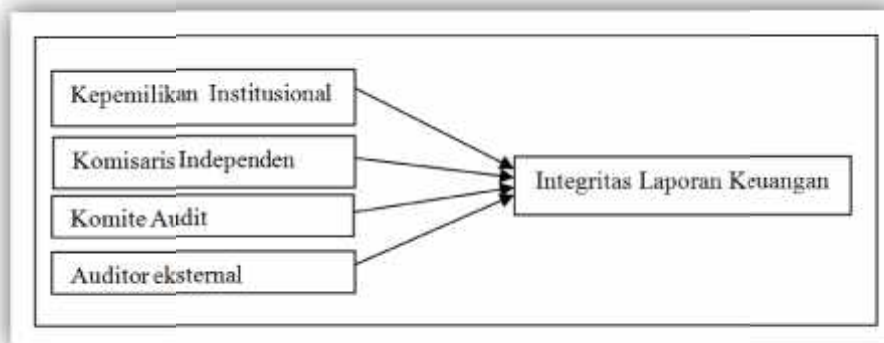 Kepemilikan Institusional
Komisaris Independen
Komite Audit
Auditor eksternal
Integritas Laporan Keuangan